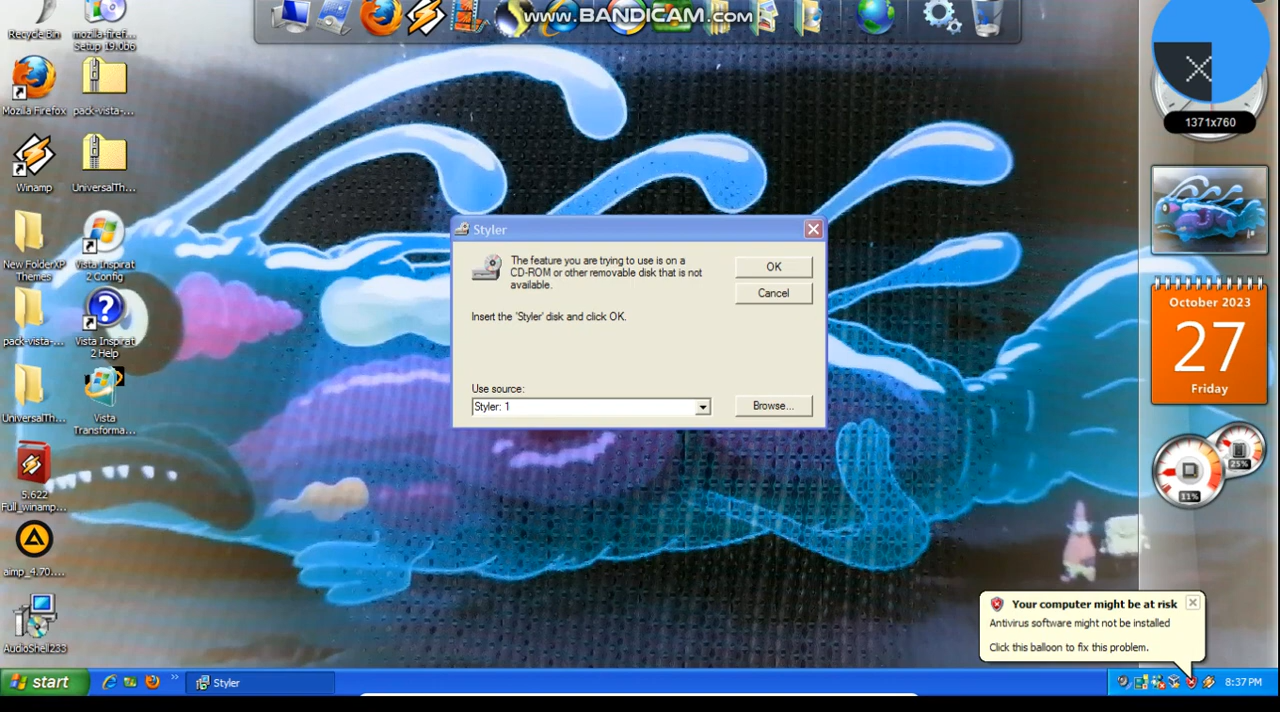 www.BANDICAM.com
Recycle Bin
mozilla-firef...
Setup 19.0b6
Mozilla Firefox
pack-vista-...
Winamp
UniversalTh...
New FolderXP
Themes
Vista Inspirat
2 Config
pack-vista-...
Vista Inspirat
2 Help
UniversalTh...
Vista
Transforma...
5.622
Full_winamp...
aimp_4.70....
AudioShell233
Styler
The feature you are trying to use is on a
CD-ROM or other removable disk that is not
available.
Insert the 'Styler' disk and click OK.
Use source:
Styler: 1
OK
Cancel
Browse...
1371x760
October 2023
27
Friday
11%
25%
Your computer might be at risk
Antivirus software might not be installed
Click this balloon to fix this problem.
start
Styler
8:37 PM